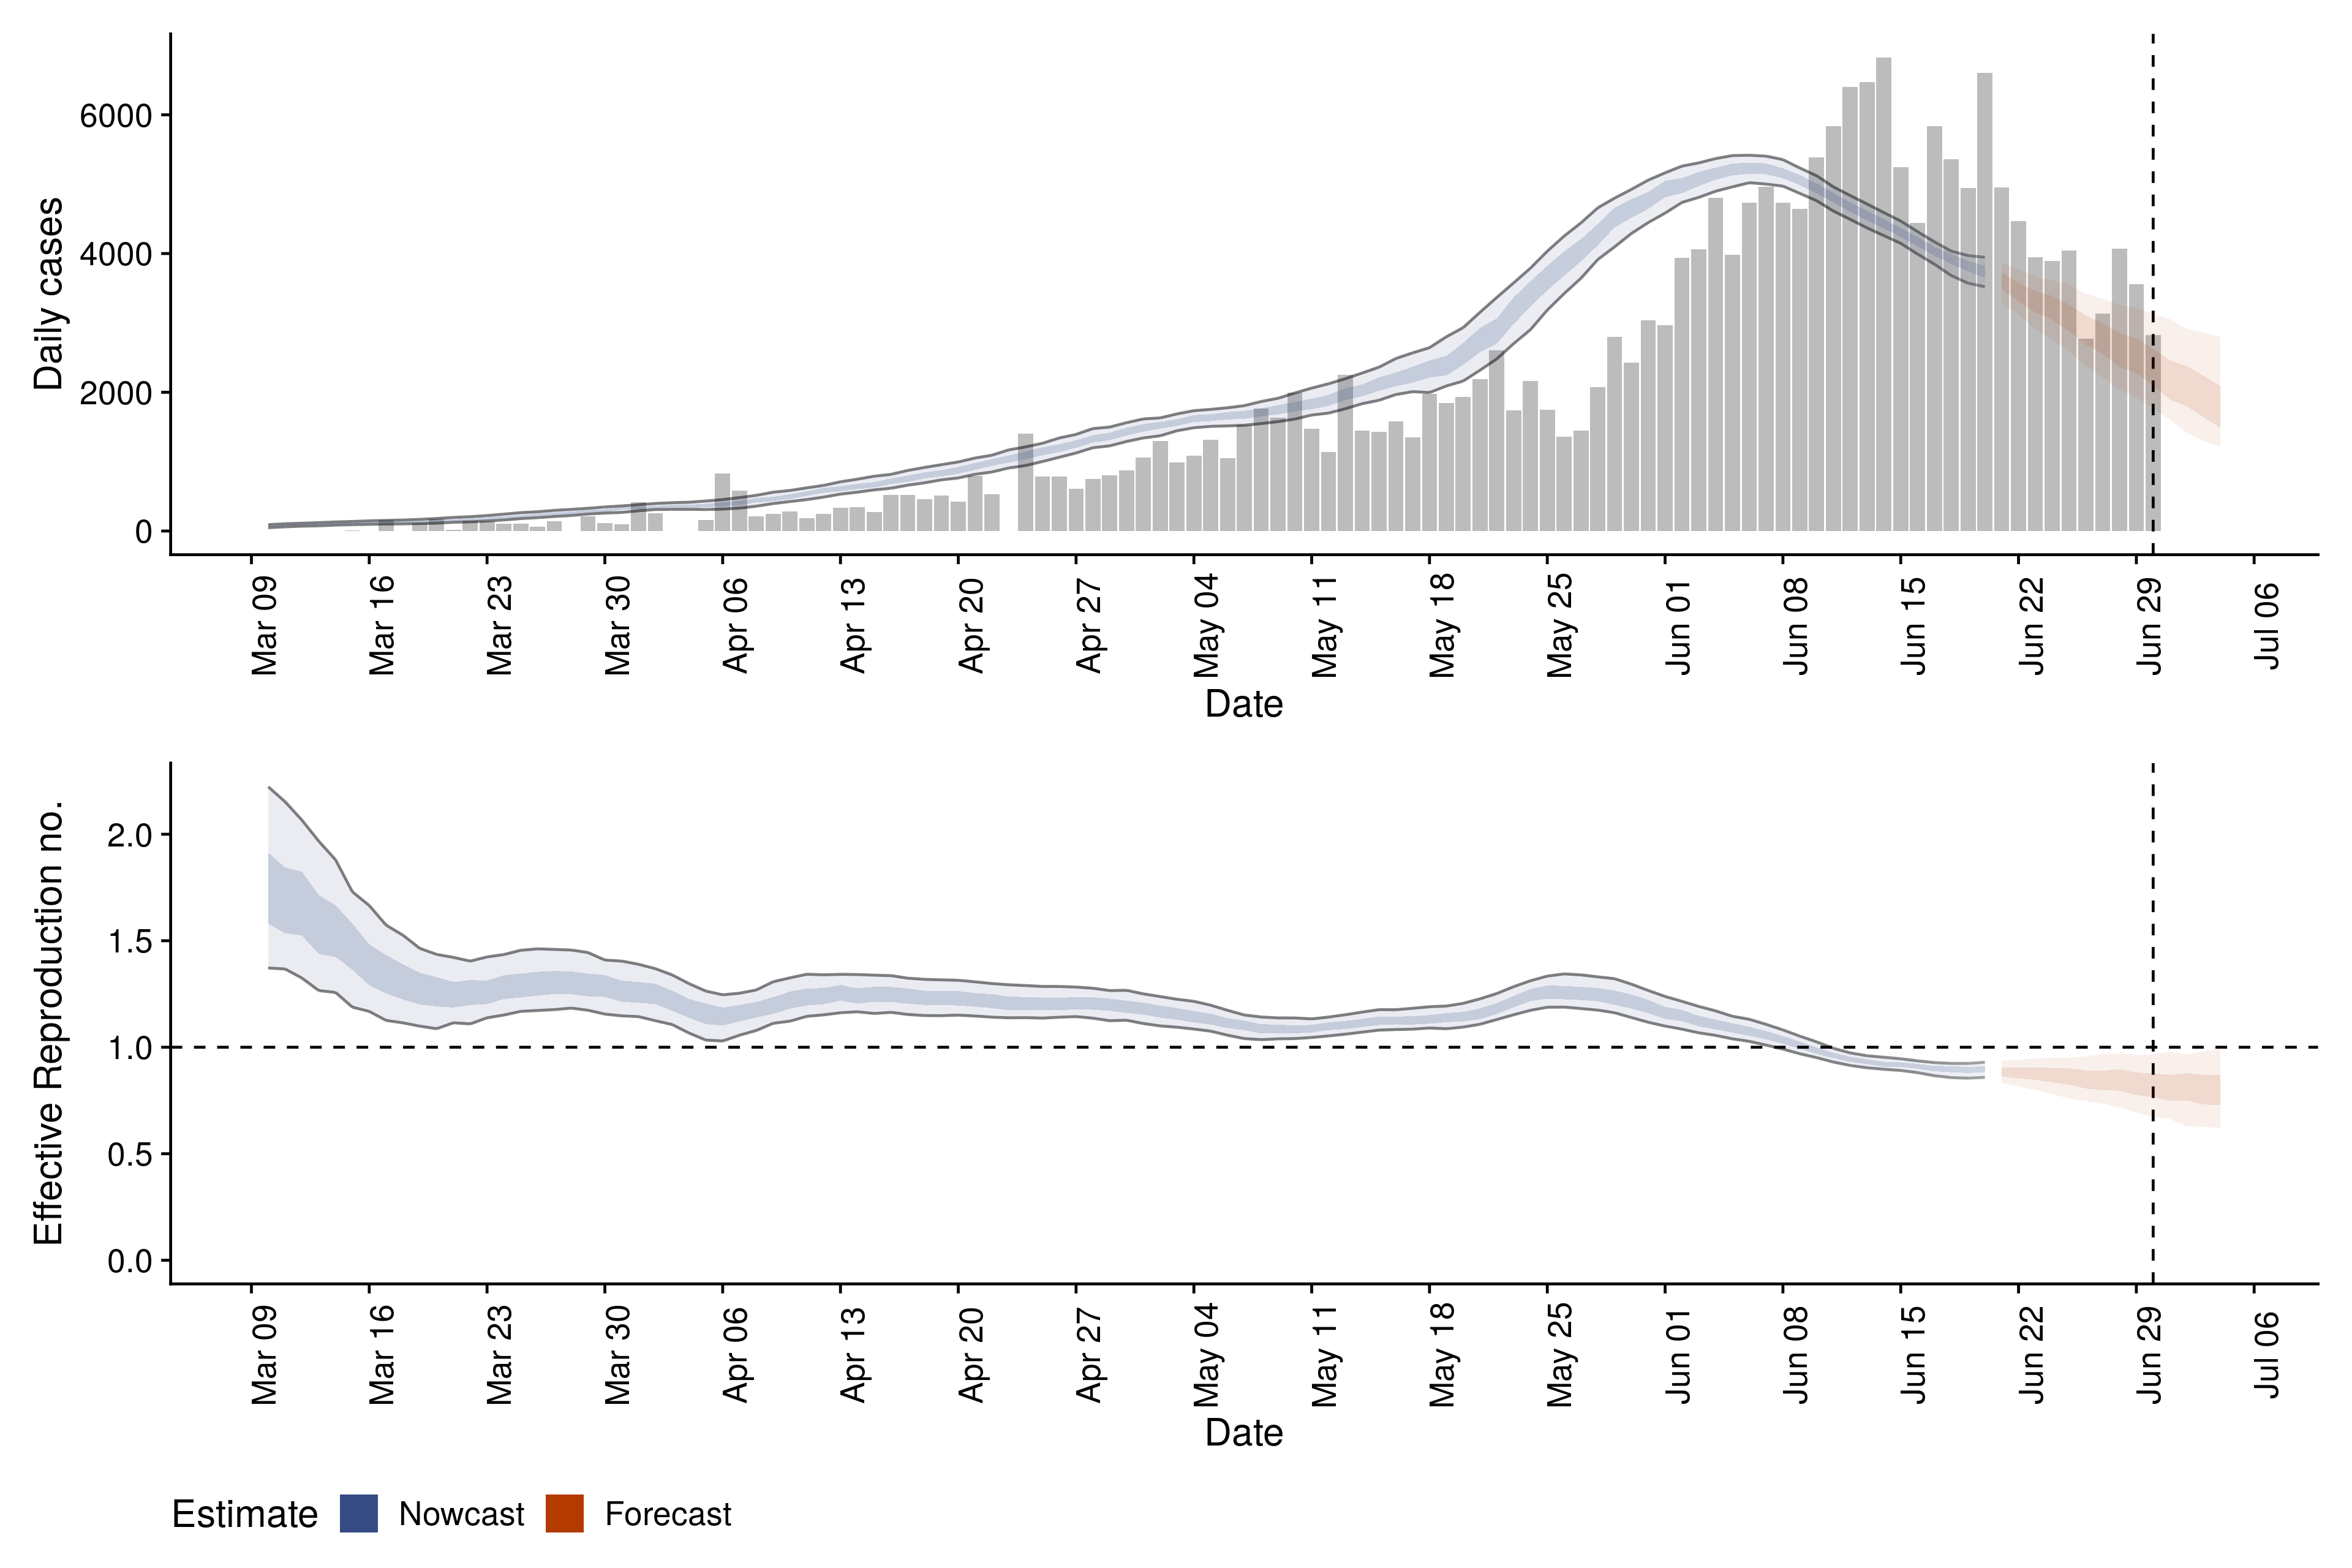 Daily cases
6000
4000
2000
0
Mar 09
Mar 16
Mar 23
Mar 30
Apr 06
Apr 13
Apr 20
Apr 27
May 04
May 11
May 18
May 25
Jun 01
Jun 08
Jun 15
Jun 22
Jun 29
Jul 06
Date
Effective Reproduction no.
2.0
1.5
1.0
0.5
0.0
Mar 09
Mar 16
Mar 23
Mar 30
Apr 06
Apr 13
Apr 20
Apr 27
May 04
May 11
May 18
May 25
Jun 01
Jun 08
Jun 15
Jun 22
Jun 29
Jul 06
Date
Estimate Nowcast Forecast